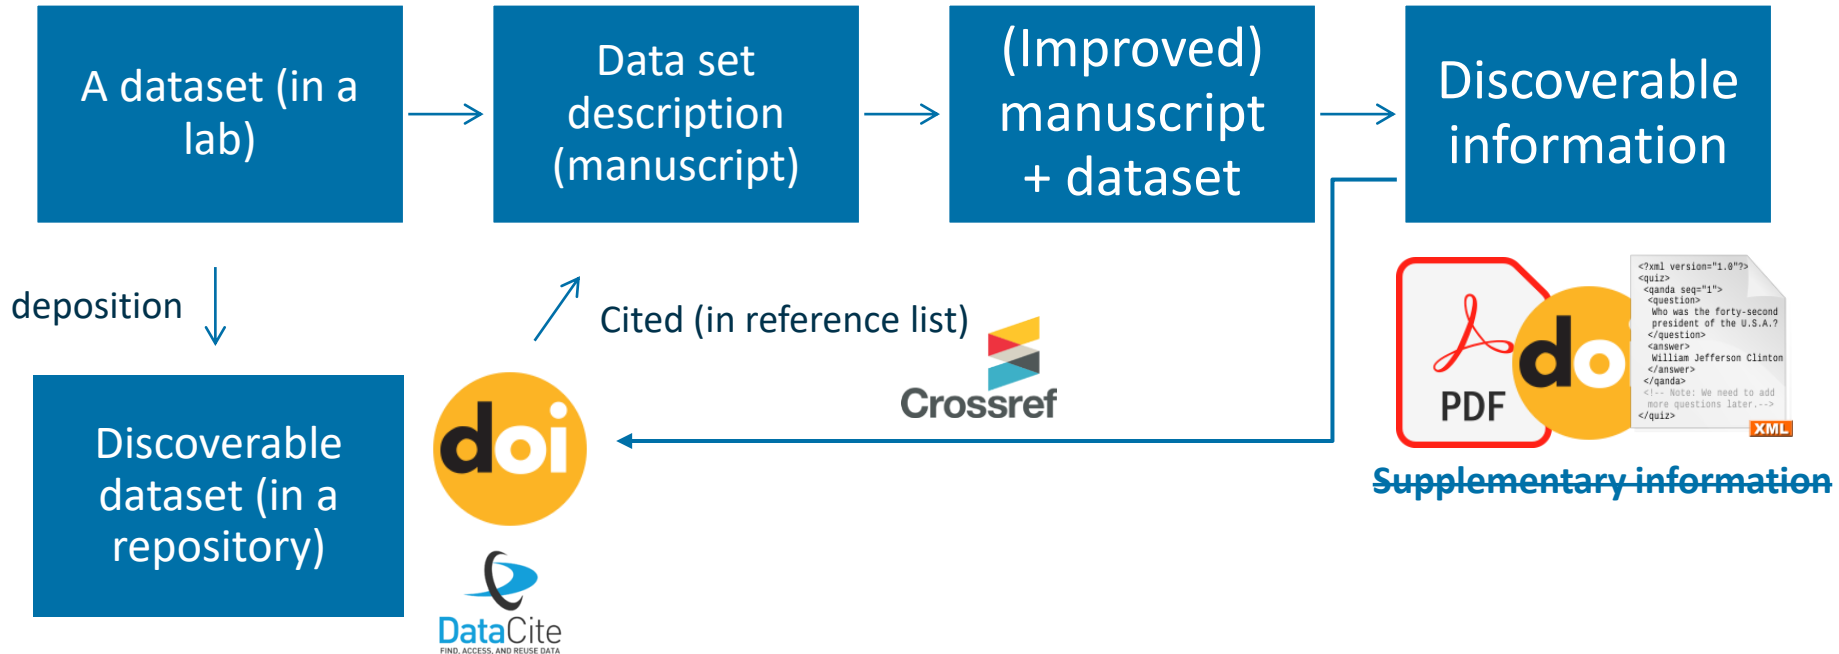 A dataset (in a
lab)
Data set
description
(manuscript)
(Improved)
manuscript
+ dataset
Discoverable
information
deposition
Cited (in reference list)
Crossref
Discoverable
dataset (in a
repository)
doi
DataCite
FIND, ACCESS, AND REUSE DATA
PDF
doi
<?xml version="1.0"?>
<quiz>
<qanda seq="1">
<question>
Who was the forty-second
president of the U.S.A.?
</question>
<answer>
William Jefferson Clinton
</answer>
</qanda>
<!-- Note: We need to add
more questions later.-->
</quiz>
XML
Supplementary information